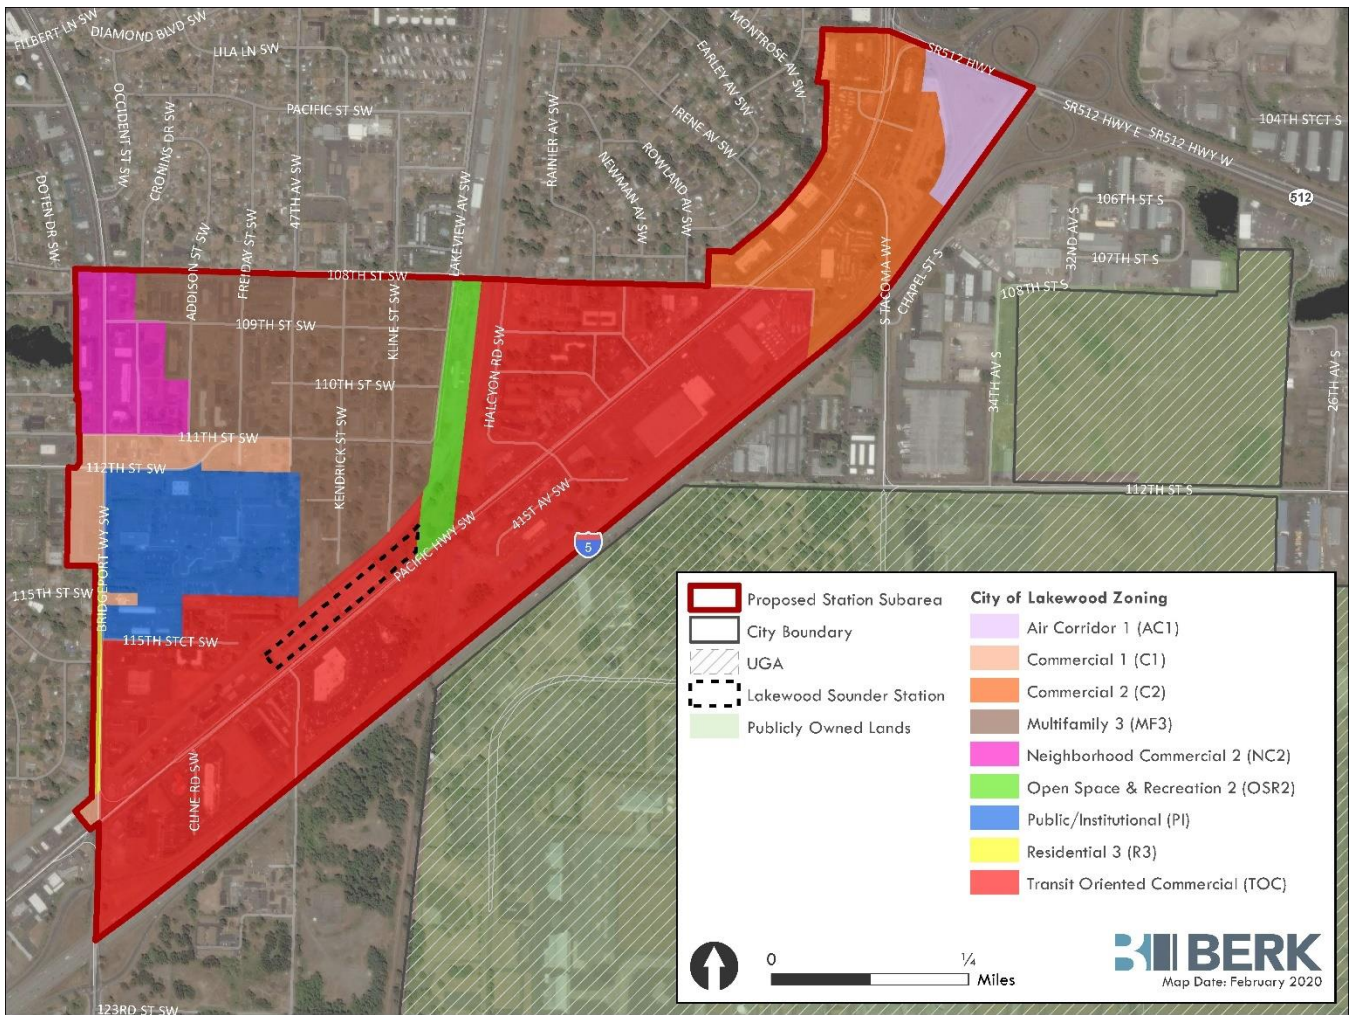 FILBERT LN SW
DIAMOND BLVD SW
LILA LN SW
MONTROSE AV SW
EARLEY AV SW
SR512 HWY
OCCIDENT ST SW
CRONINS DR SW
PACIFIC ST SW
47TH AV SW
IRENE AV SW
SR512 HWY E
SR512 HWY W
104TH STCT S
RAINIER AV SW
NEWMAN AV SW
ROWLAND AV SW
LAKEVIEW AV SW
DOTEN DR SW
ADDISON ST SW
FREIDAY ST SW
106TH ST S
512
32ND AV S
107TH ST S
108TH ST SW
S TACOMA WY
CHAPEL ST S
108TH ST S
109TH ST SW
KLINE ST SW
HALCYON RD SW
110TH ST SW
34TH AV S
26TH AV S
111TH ST SW
KENDRICK ST SW
112TH ST SW
41ST AV SW
112TH ST S
PACIFIC HWY SW
5
BRIDGEPORT WY SW
115TH ST SW
115TH STCT SW
CLINE RD SW
123RD ST SW
Proposed Station Subarea
City Boundary
UGA
Lakewood Sounder Station
Publicly Owned Lands
City of Lakewood Zoning
Air Corridor 1 (AC1)
Commercial 1 (C1)
Commercial 2 (C2)
Multifamily 3 (MF3)
Neighborhood Commercial 2 (NC2)
Open Space & Recreation 2 (OSR2)
Public/Institutional (PI)
Residential 3 (R3)
Transit Oriented Commercial (TOC)
0
¼
Miles
BERK
Map Date: February 2020